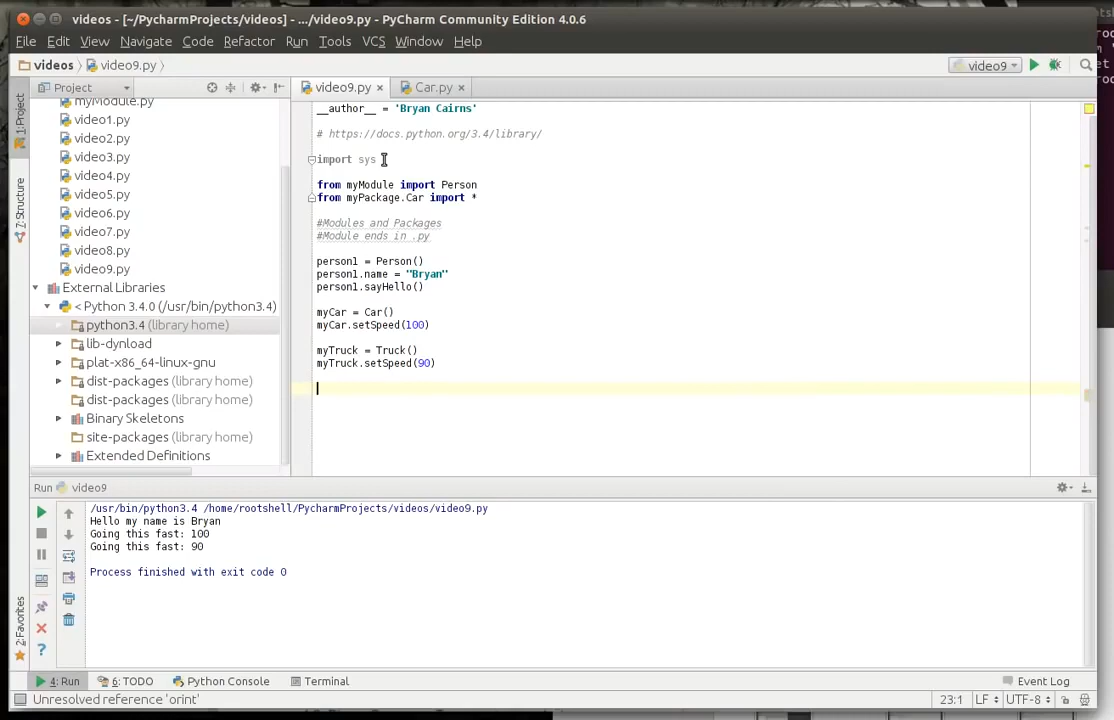 videos - [~/PycharmProjects/videos] - .../video9.py - PyCharm Community Edition 4.0.6
File Edit View Navigate Code Refactor Run Tools VCS Window Help
videos video9.py video9
1: Project
7: Structure
2: Favorites
Project
myModule.py
video1.py
video2.py
video3.py
video4.py
video5.py
video6.py
video7.py
video8.py
video9.py
External Libraries
< Python 3.4.0 (/usr/bin/python3.4)
python3.4 (library home)
lib-dynload
plat-x86_64-linux-gnu
dist-packages (library home)
dist-packages (library home)
Binary Skeletons
site-packages (library home)
Extended Definitions
video9.py Car.py
__author__ = 'Bryan Cairns'
# https://docs.python.org/3.4/library/
import sys
from myModule import Person
from myPackage.Car import *
#Modules and Packages
#Module ends in .py
person1 = Person()
person1.name = "Bryan"
person1.sayHello()
myCar = Car()
myCar.setSpeed(100)
myTruck = Truck()
myTruck.setSpeed(90)
Run video9
/usr/bin/python3.4 /home/rootshell/PycharmProjects/videos/video9.py
Hello my name is Bryan
Going this fast: 100
Going this fast: 90
Process finished with exit code 0
4: Run 6: TODO Python Console Terminal Event Log
Unresolved reference 'orint' 23:1 LF UTF-8